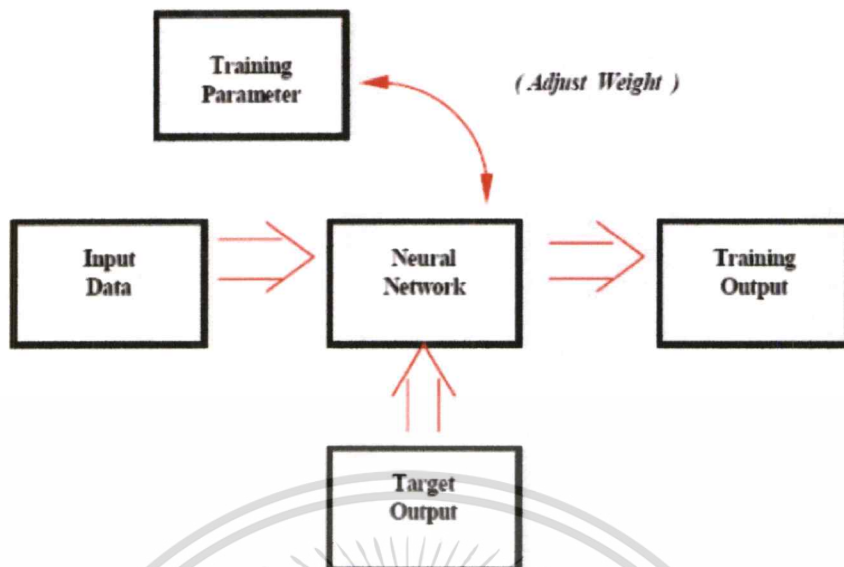 Training
Parameter
( Adjust Weight )
Input
Data
Neural
Network
Training
Output
Target
Output